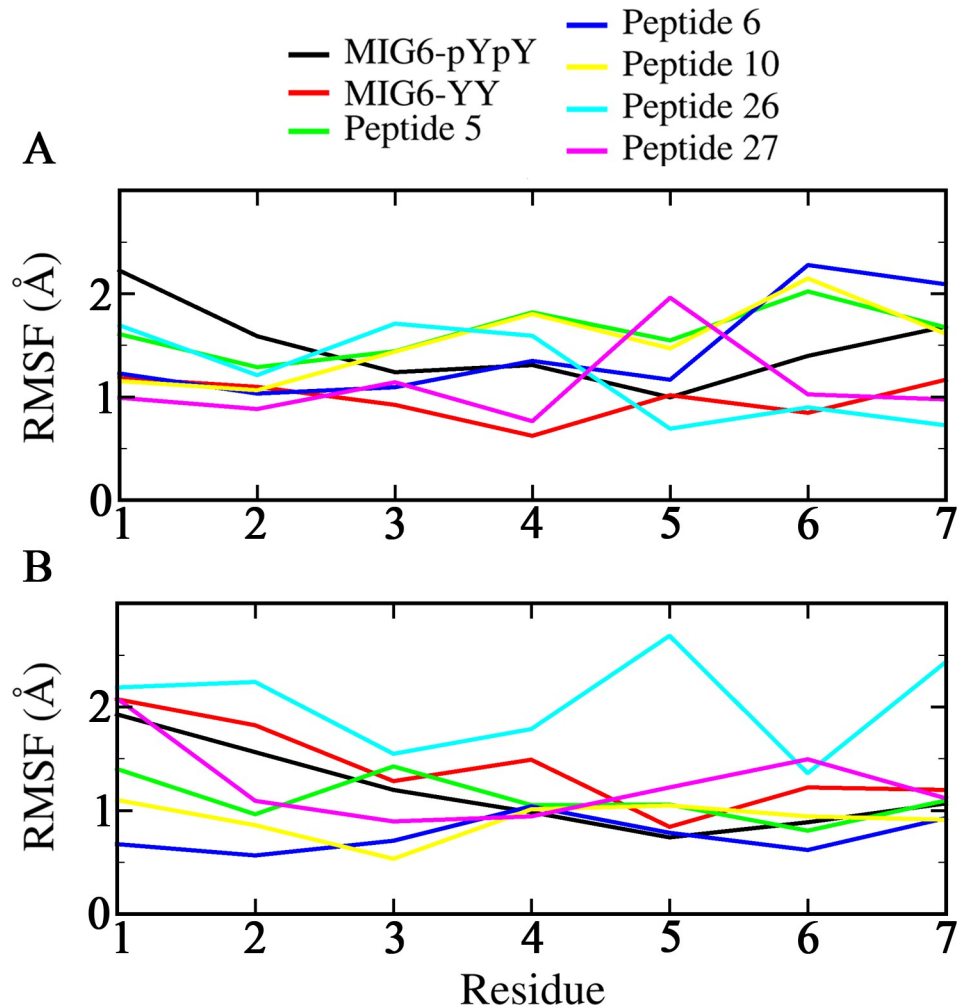 MIG6-pYpY
MIG6-YY
Peptide 5
Peptide 6
Peptide 10
Peptide 26
Peptide 27
A
RMSF (Å)
2
1
0
1 2 3 4 5 6 7
B
RMSF (Å)
2
1
0
1 2 3 4 5 6 7
Residue